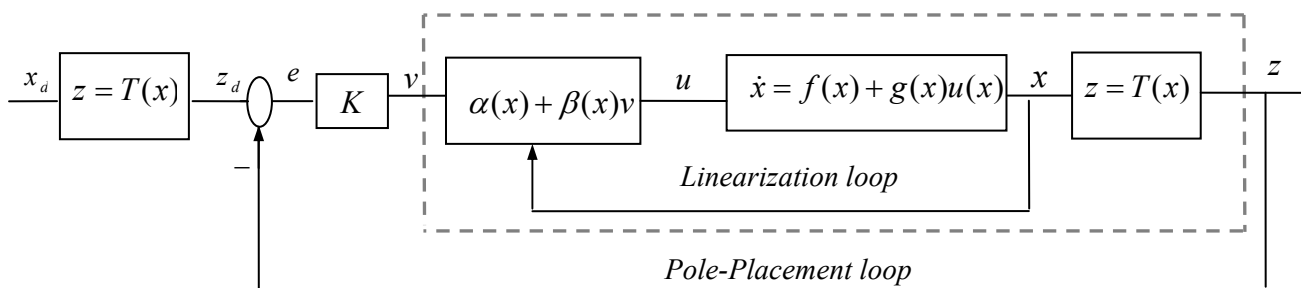 x_d
z = T(x)
z_d
e
K
v
α(x) + β(x)v
u
ẋ = f(x) + g(x)u(x)
x
z = T(x)
z
−
Linearization loop
Pole-Placement loop